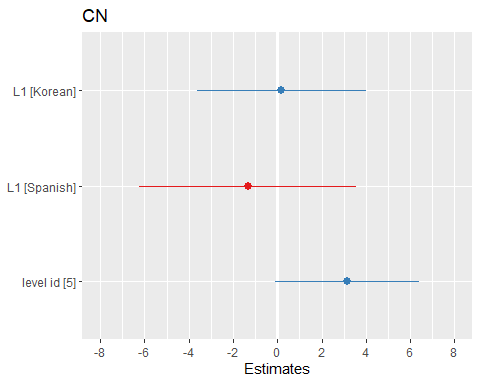 CN
L1 [Korean]
L1 [Spanish]
level id [5]
-8 -6 -4 -2 0 2 4 6 8
Estimates